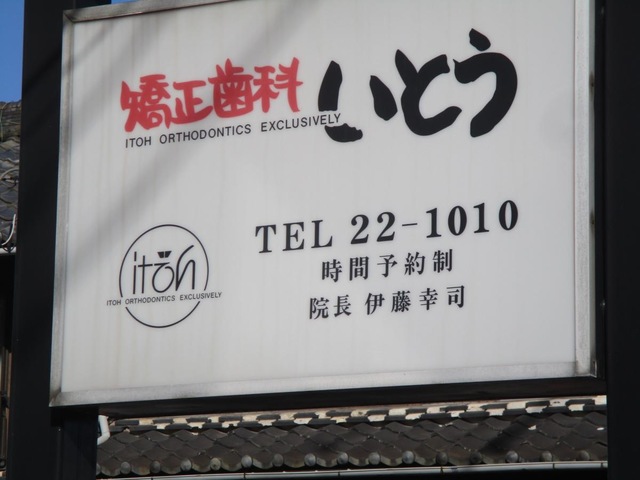 矯正歯科 いとう
ITOH ORTHODONTICS EXCLUSIVELY
TEL 22-1010
時間予約制
院長 伊藤幸司
itoh
ITOH ORTHODONTICS EXCLUSIVELY